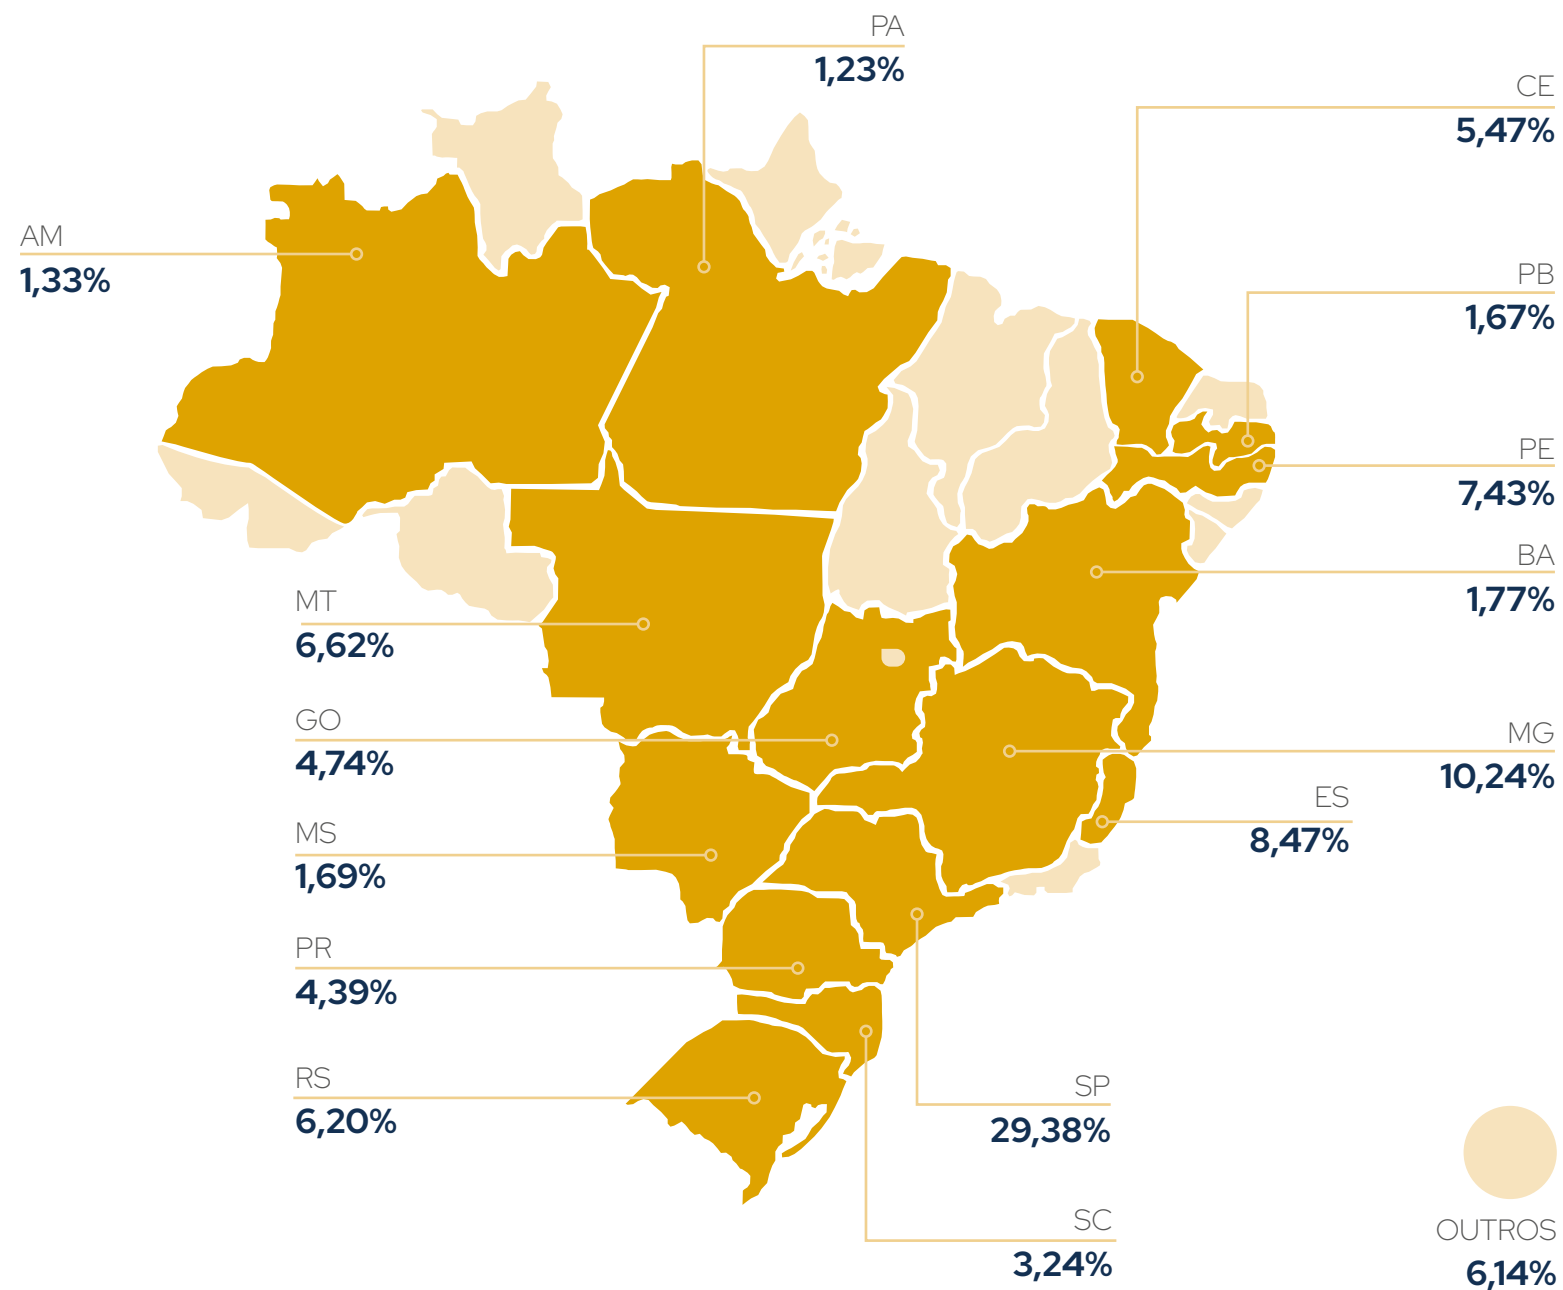 PA
1,23%
CE
5,47%
AM
1,33%
PB
1,67%
PE
7,43%
BA
1,77%
MT
6,62%
GO
4,74%
MG
10,24%
ES
8,47%
MS
1,69%
PR
4,39%
RS
6,20%
SP
29,38%
SC
3,24%
OUTROS
6,14%